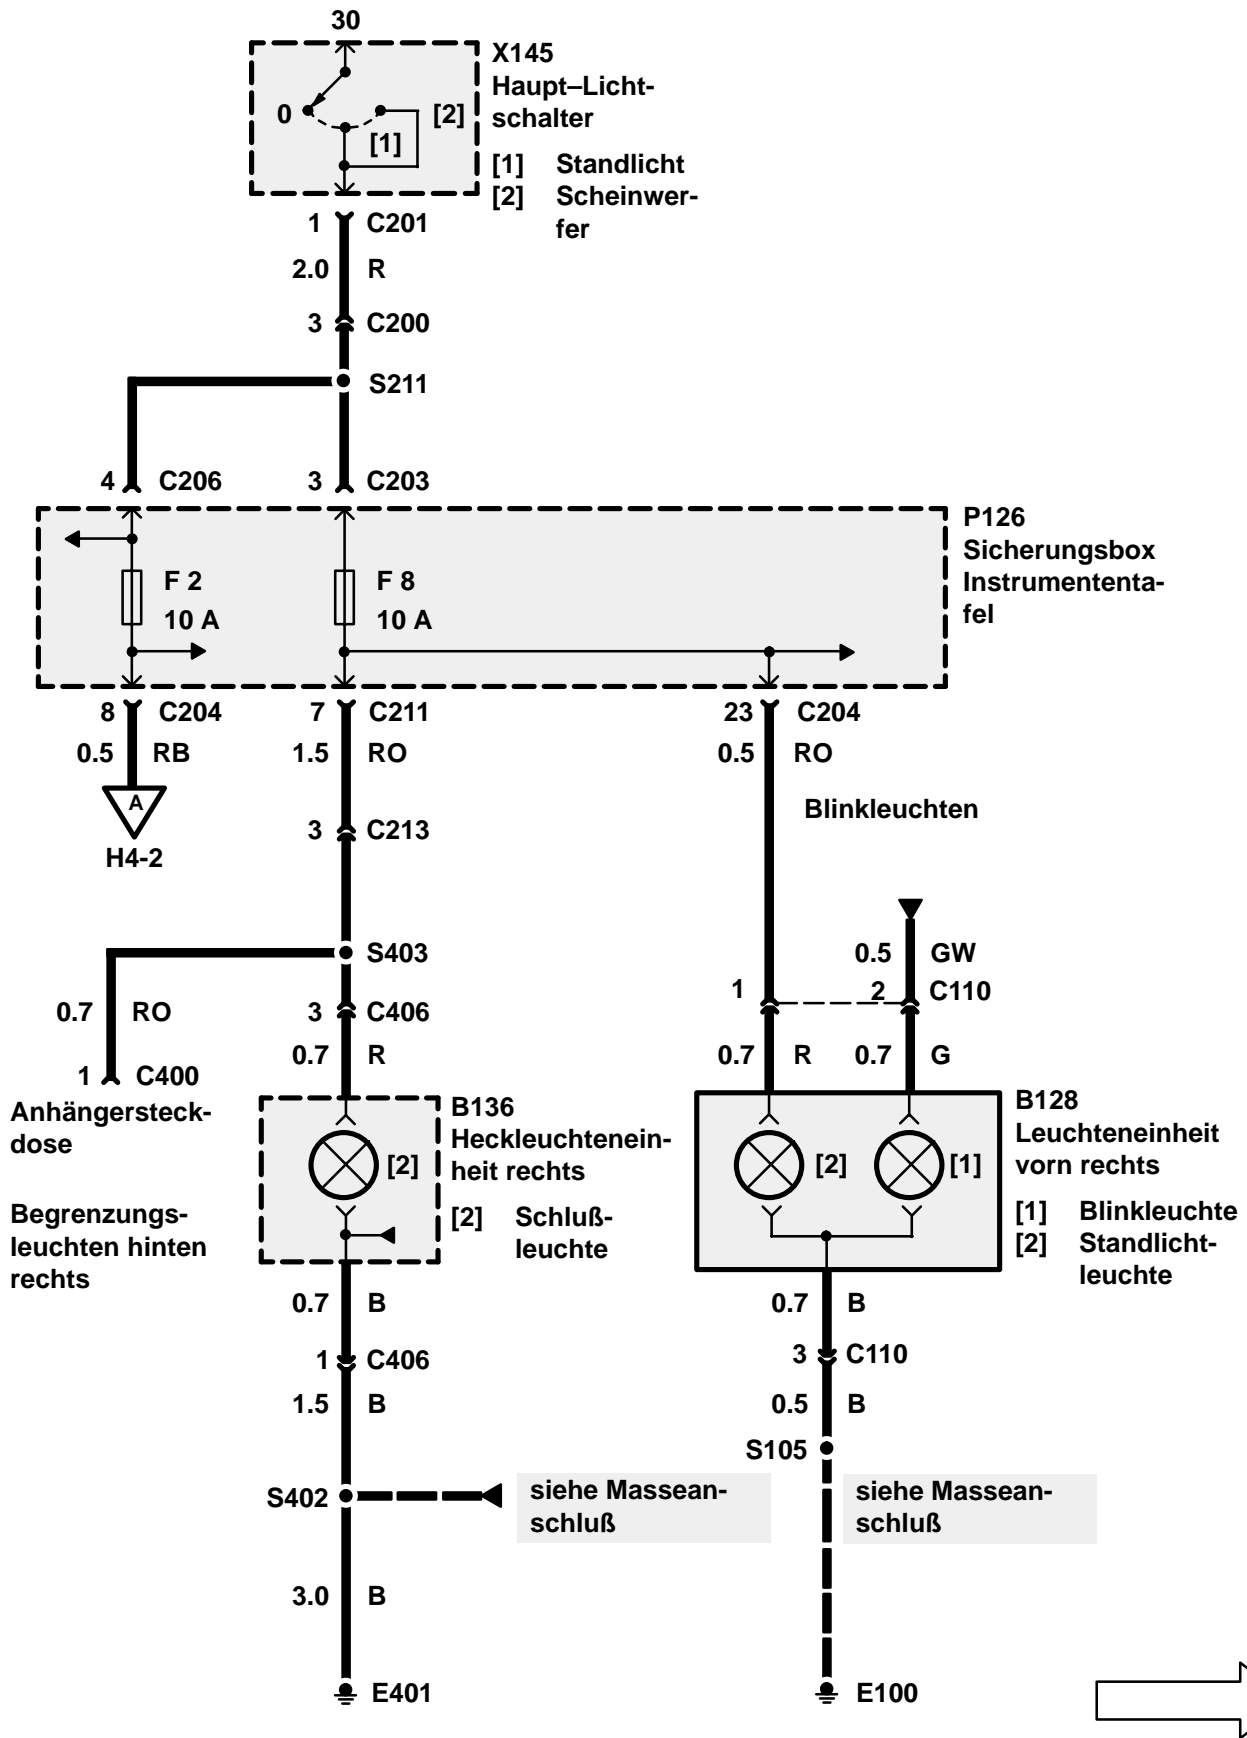 30
X145
Haupt–Licht-
schalter
0
[2]
[1]
[1] Standlicht
[2] Scheinwer-
fer
1 C201
2.0 R
3 C200
S211
4 C206
3 C203
P126
Sicherungsbox
Instrumententa-
fel
F 2
10 A
F 8
10 A
8 C204
7 C211
23 C204
0.5 RB
1.5 RO
0.5 RO
A
H4-2
Blinkleuchten
3 C213
S403
0.5 GW
1
2 C110
0.7 RO
3 C406
0.7 R
0.7 R
0.7 G
1 C400
Anhängersteck-
dose
B136
Heckleuchtenein-
heit rechts
[2]
[2] Schluß-
leuchte
B128
Leuchteneinheit
vorn rechts
[2]
[1]
[1] Blinkleuchte
[2] Standlicht-
leuchte
Begrenzungs-
leuchten hinten
rechts
0.7 B
0.7 B
1 C406
3 C110
1.5 B
0.5 B
S105
S402
siehe Massean-
schluß
siehe Massean-
schluß
3.0 B
E401
E100